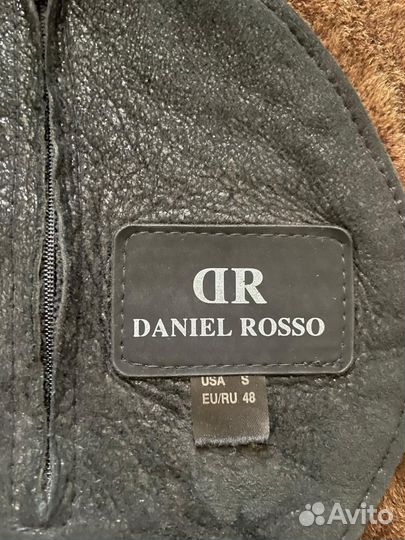 DR
DANIEL ROSSO
USA S
EU/RU 48
Avito